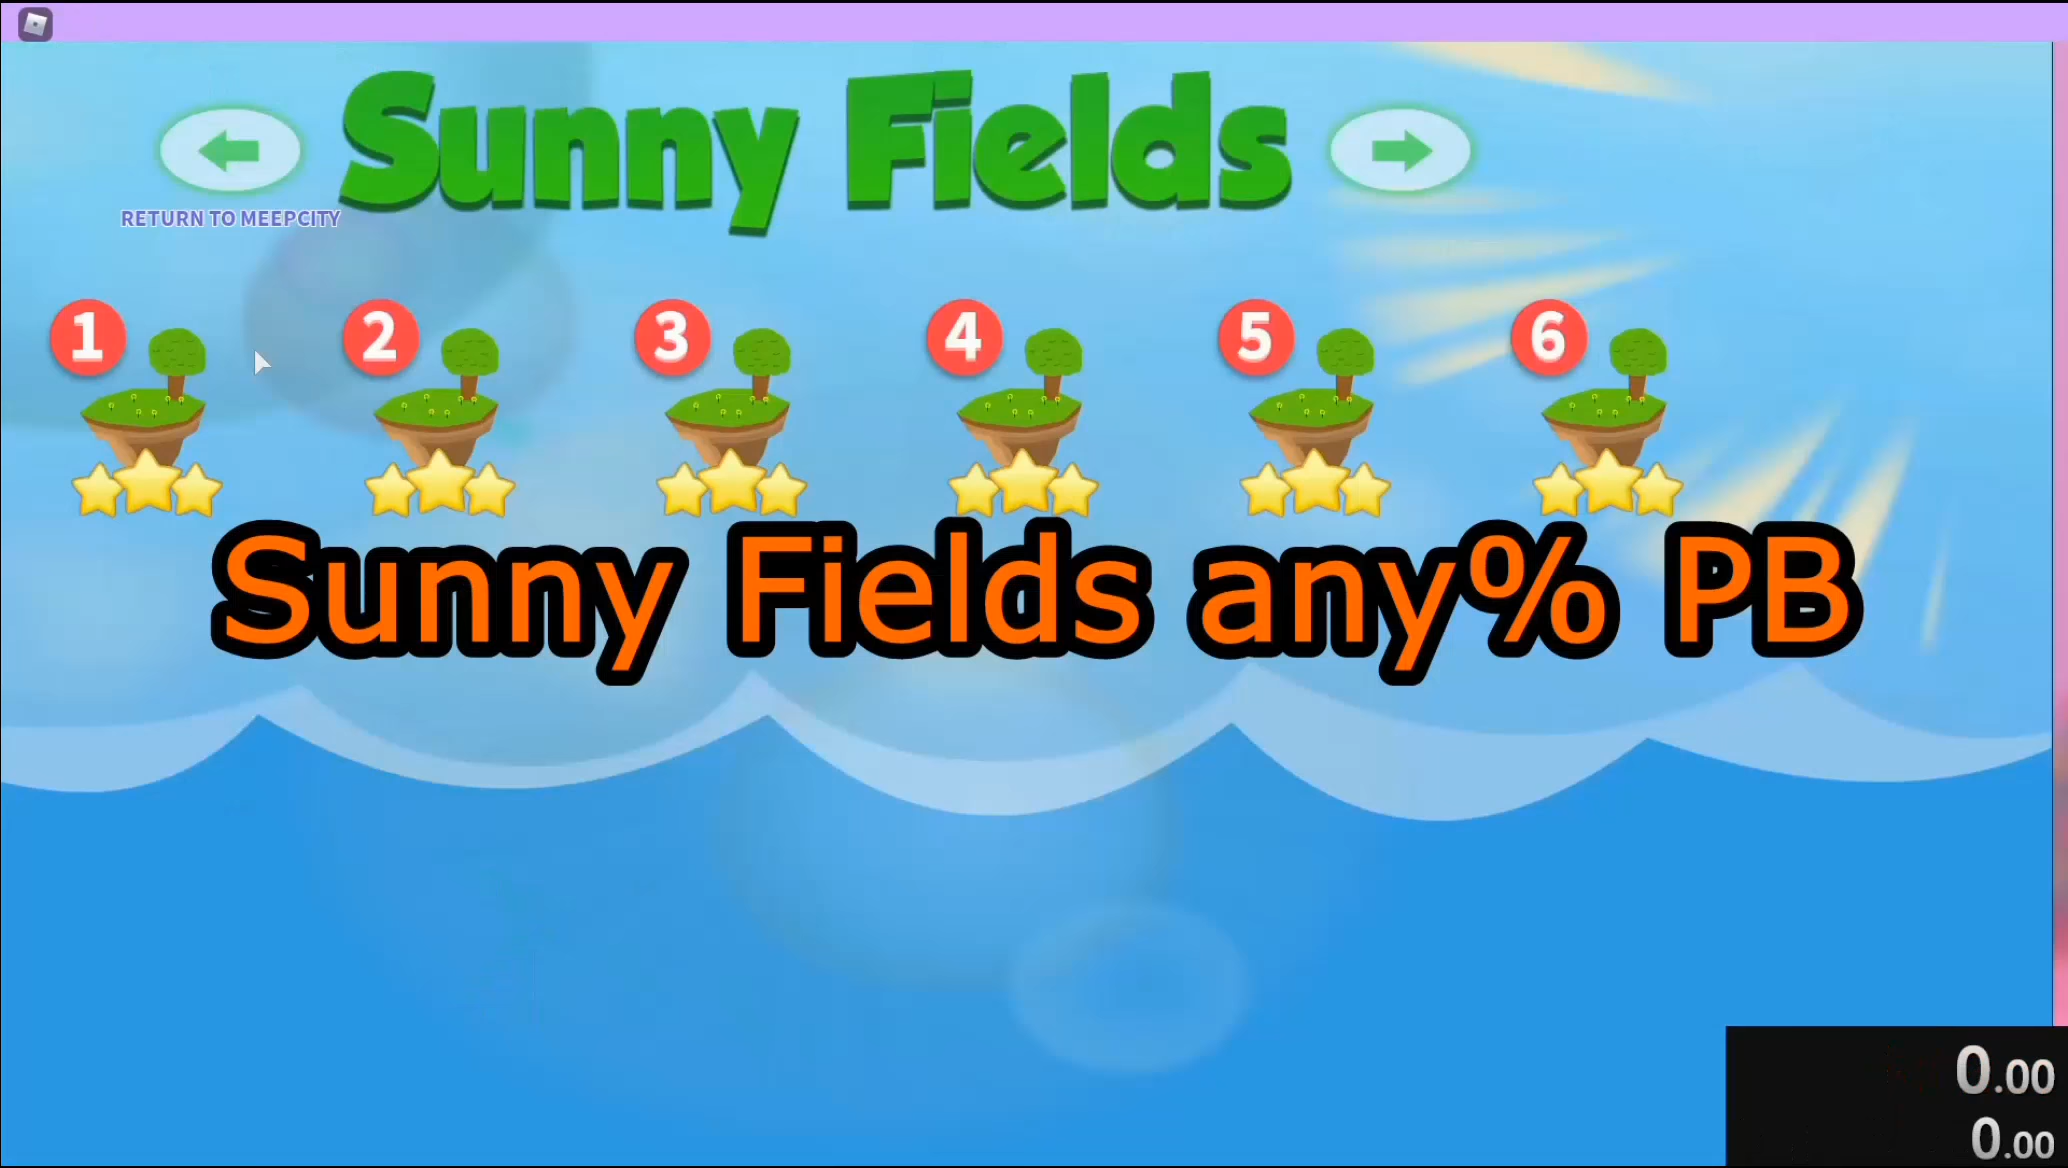 Sunny Fields
RETURN TO MEEPCITY
1 2 3 4 5 6
Sunny Fields any% PB
0.00
0.00